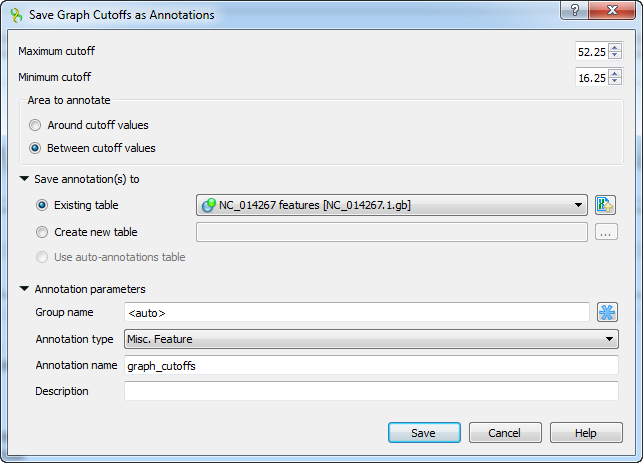 Save Graph Cutoffs as Annotations
Maximum cutoff 52.25
Minimum cutoff 16.25
Area to annotate
Around cutoff values
Between cutoff values
Save annotation(s) to
Existing table NC_014267 features [NC_014267.1.gb]
Create new table ...
Use auto-annotations table
Annotation parameters
Group name <auto>
Annotation type Misc. Feature
Annotation name graph_cutoffs
Description
Save Cancel Help